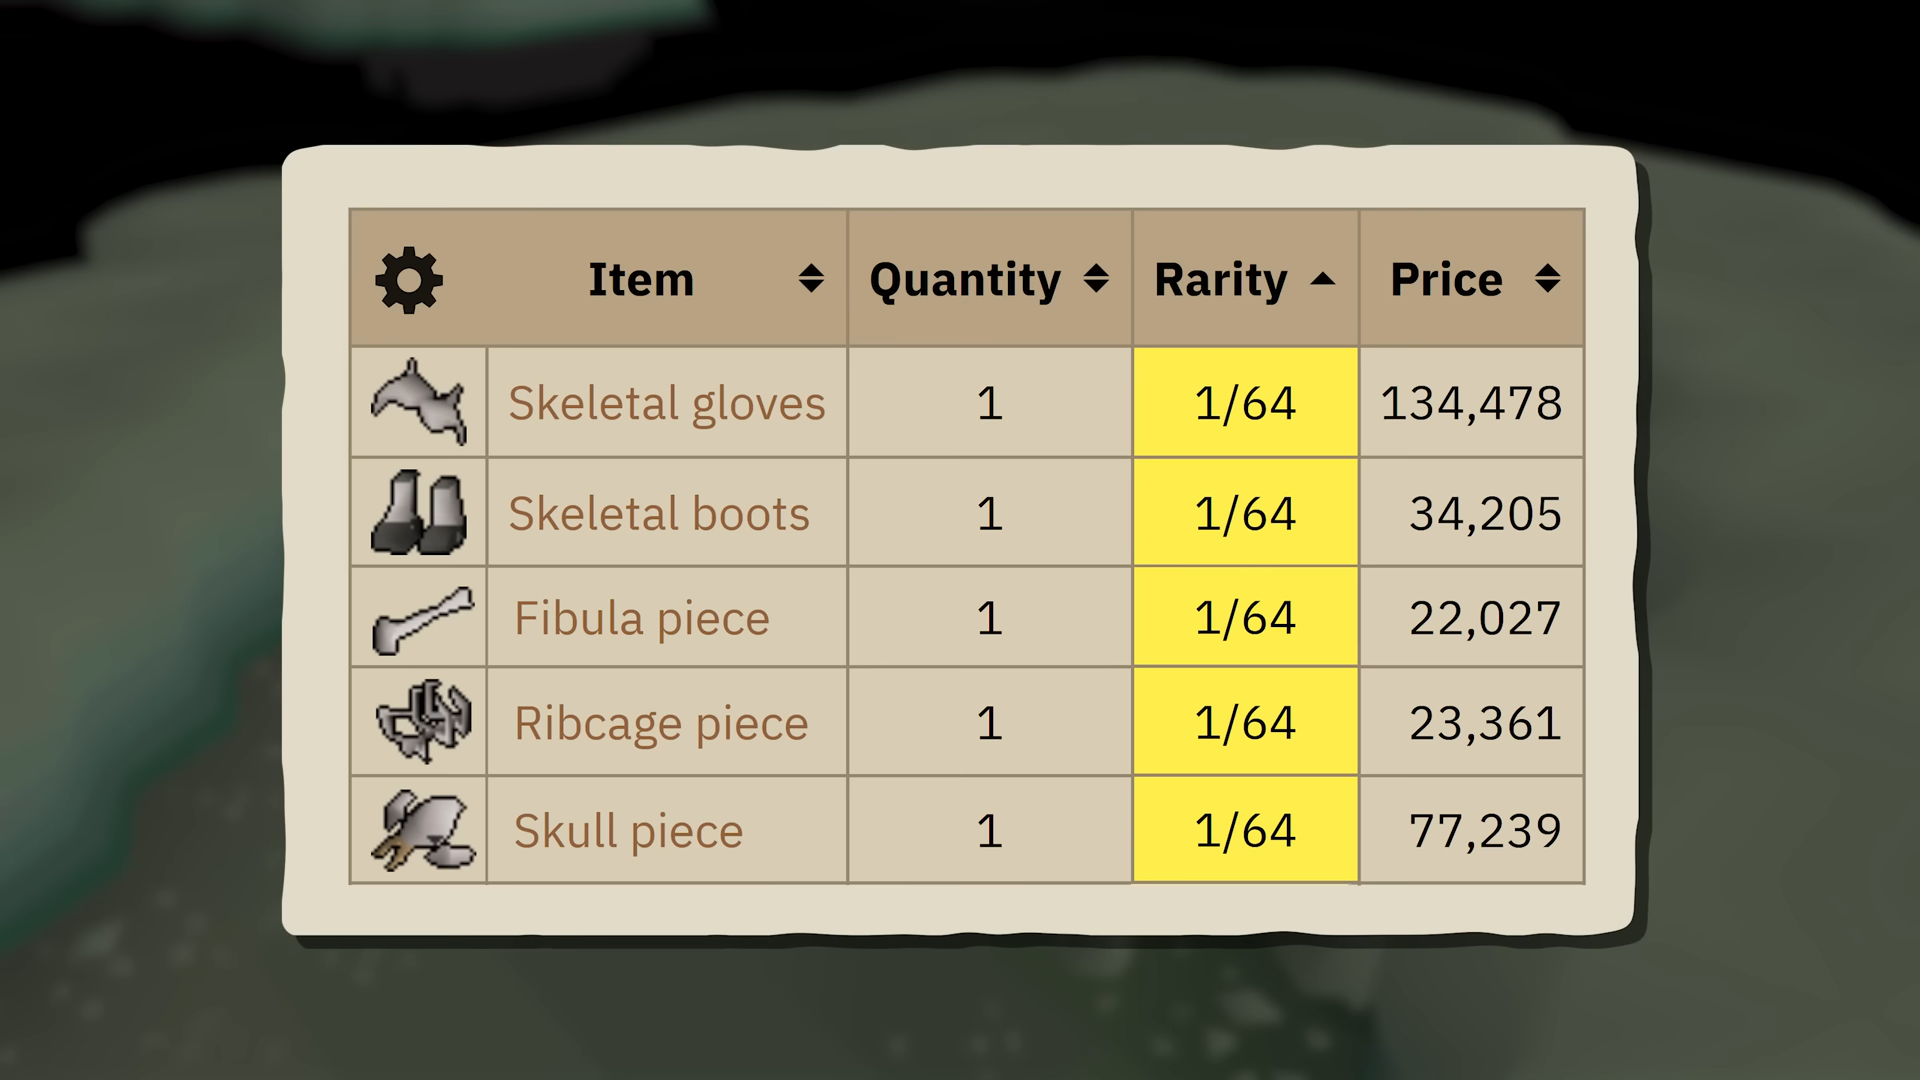 Item Quantity Rarity Price
Skeletal gloves 1 1/64 134,478
Skeletal boots 1 1/64 34,205
Fibula piece 1 1/64 22,027
Ribcage piece 1 1/64 23,361
Skull piece 1 1/64 77,239